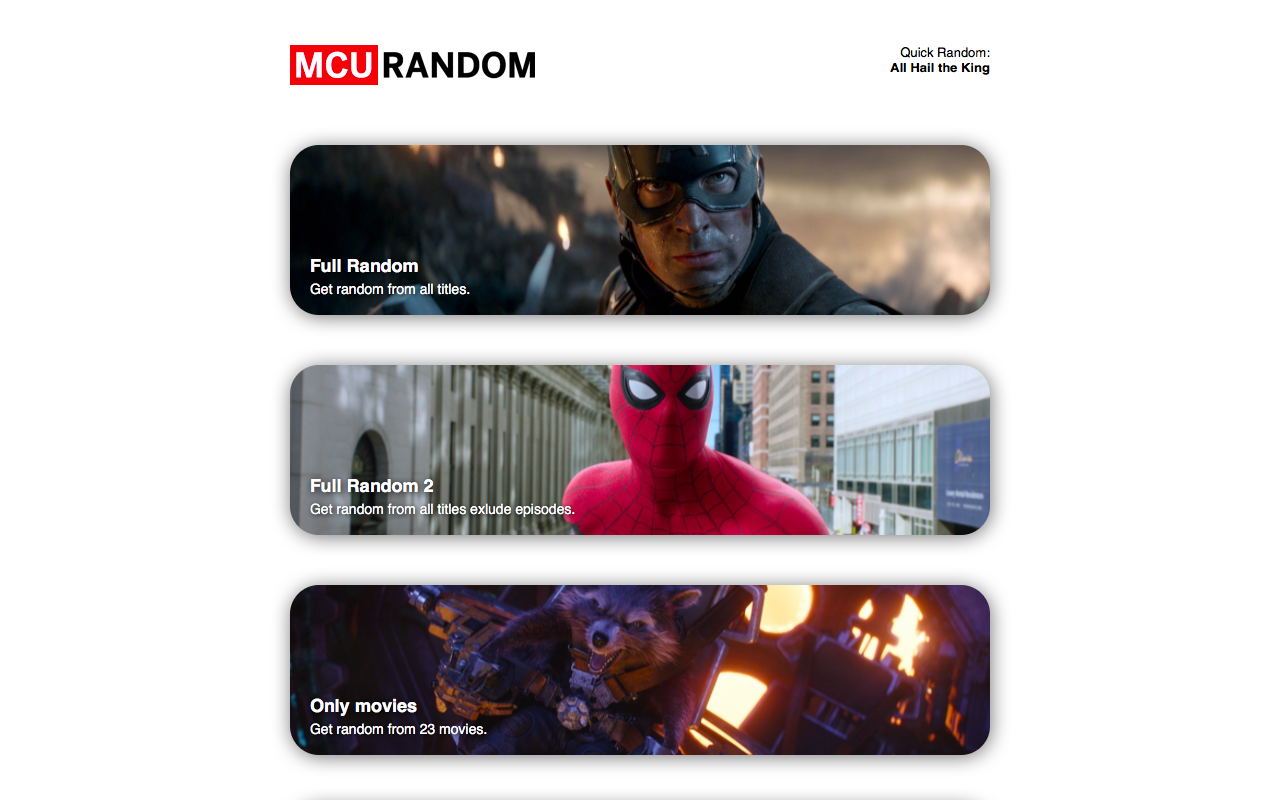 MCU RANDOM
Quick Random:
All Hail the King
Full Random
Get random from all titles.
Full Random 2
Get random from all titles exlude episodes.
Only movies
Get random from 23 movies.